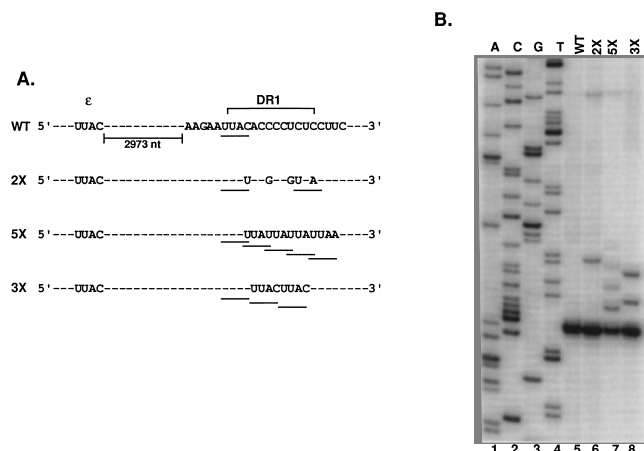 B.
A C G T WT 2X 5X 3X
A.
ε DR1
WT 5'---UUAC-----------AAGAAUUACACCCCUCUCCUUC----3'
2973 nt
2X 5'---UUAC--------------------U--G--GU-A-------3'
5X 5'---UUAC--------------------UUAUUAUUAUUAA----3'
3X 5'---UUAC--------------------UUACUUAC--------3'
1 2 3 4 5 6 7 8